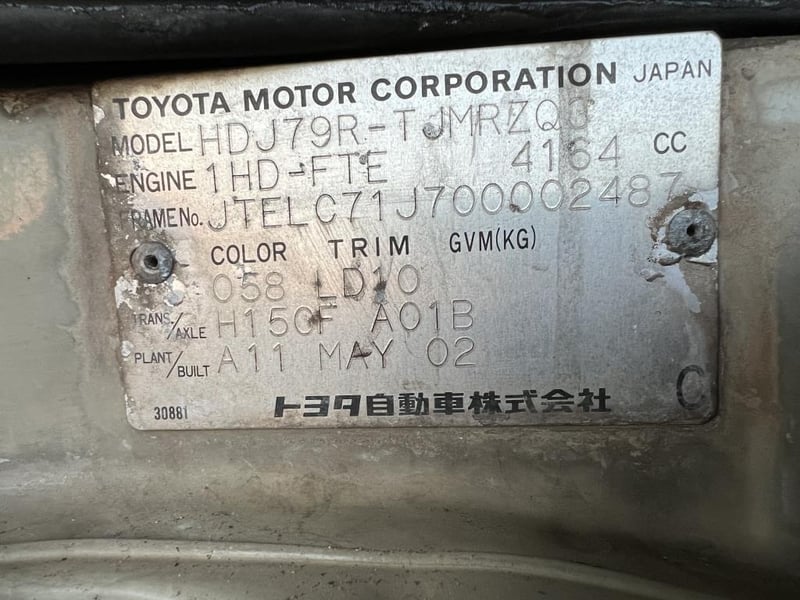 TOYOTA MOTOR CORPORATION JAPAN
MODEL HDJ79R-TJMRZQ3
ENGINE 1HD-FTE 4164 CC
FRAME No. JTELC71J700002487
COLOR TRIM GVM(KG)
058 LD10
TRANS./AXLE H150F A01B
PLANT/BUILT A11 MAY 02
30881 トヨタ自動車株式会社 C